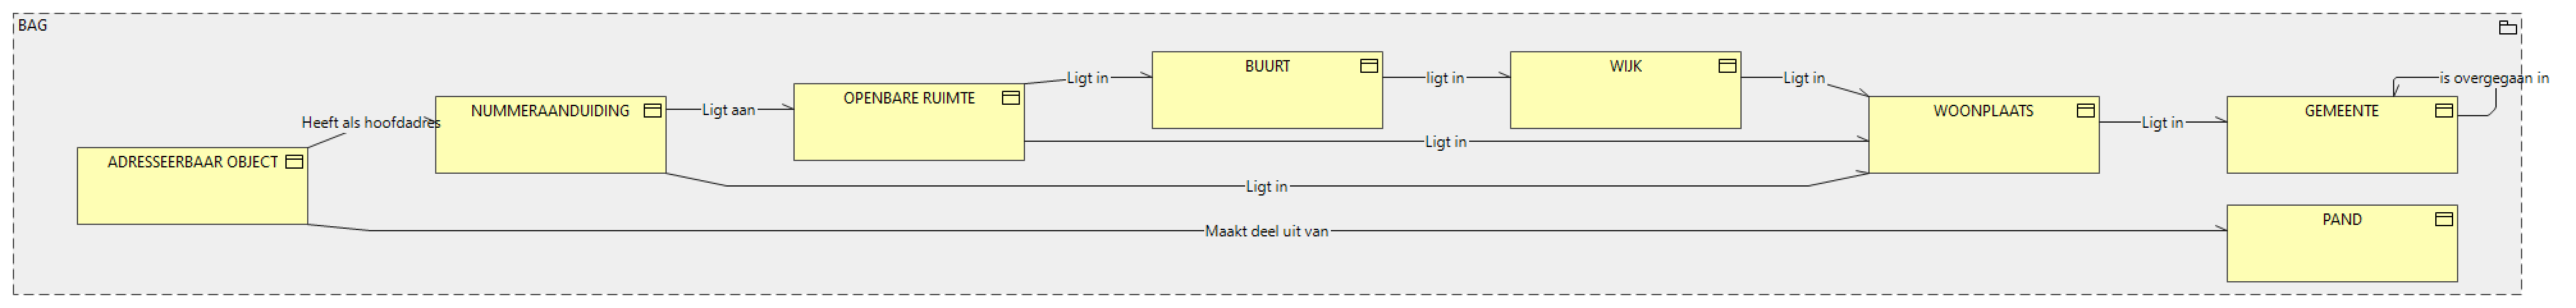 BAG
BUURT
WIJK
Ligt in
ligt in
Ligt in
is overgegaan in
OPENBARE RUIMTE
NUMMERAANDUIDING
Ligt aan
WOONPLAATS
GEMEENTE
Heeft als hoofdadres
Ligt in
Ligt in
ADRESSEERBAAR OBJECT
Ligt in
PAND
Maakt deel uit van